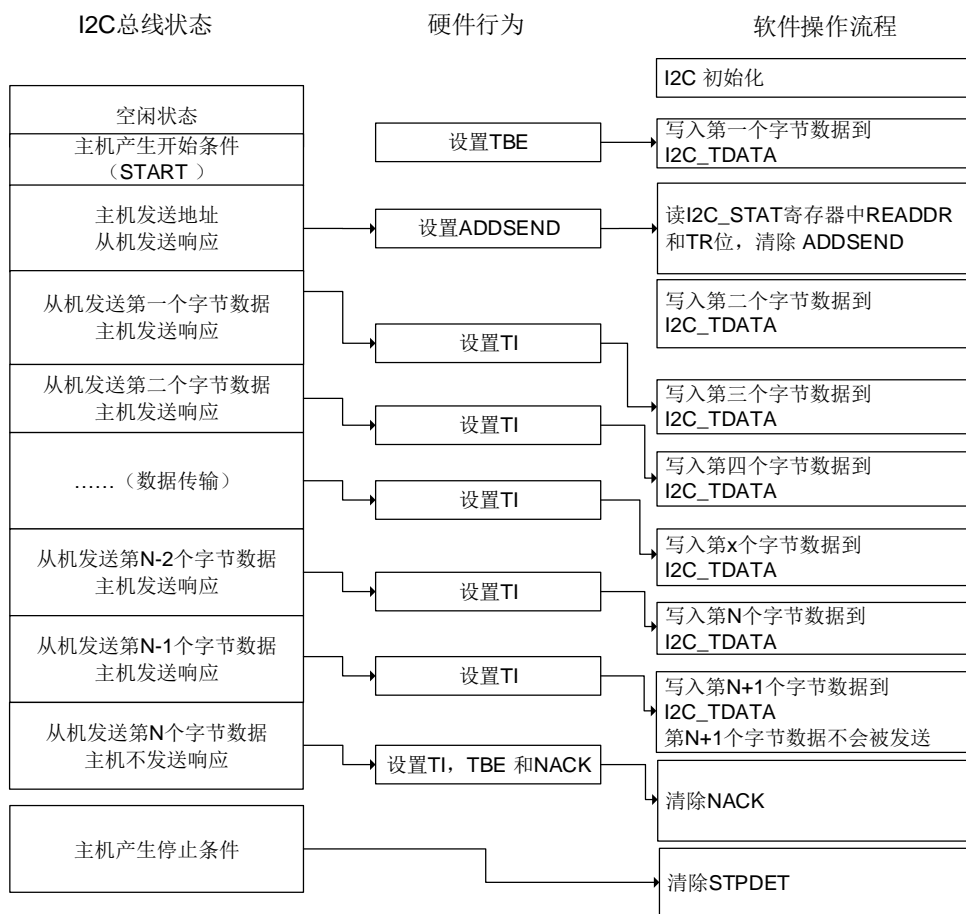 I2C总线状态
硬件行为
软件操作流程
I2C 初始化
空闲状态
主机产生开始条件
（START ）
设置TBE
写入第一个字节数据到
I2C_TDATA
主机发送地址
从机发送响应
设置ADDSEND
读I2C_STAT寄存器中READDR
和TR位，清除 ADDSEND
从机发送第一个字节数据
主机发送响应
设置TI
写入第二个字节数据到
I2C_TDATA
从机发送第二个字节数据
主机发送响应
设置TI
写入第三个字节数据到
I2C_TDATA
……（数据传输）
设置TI
写入第四个字节数据到
I2C_TDATA
从机发送第N-2个字节数据
主机发送响应
设置TI
写入第x个字节数据到
I2C_TDATA
从机发送第N-1个字节数据
主机发送响应
设置TI
写入第N个字节数据到
I2C_TDATA
从机发送第N个字节数据
主机不发送响应
设置TI，TBE 和NACK
写入第N+1个字节数据到
I2C_TDATA
第N+1个字节数据不会被发送
清除NACK
主机产生停止条件
清除STPDET